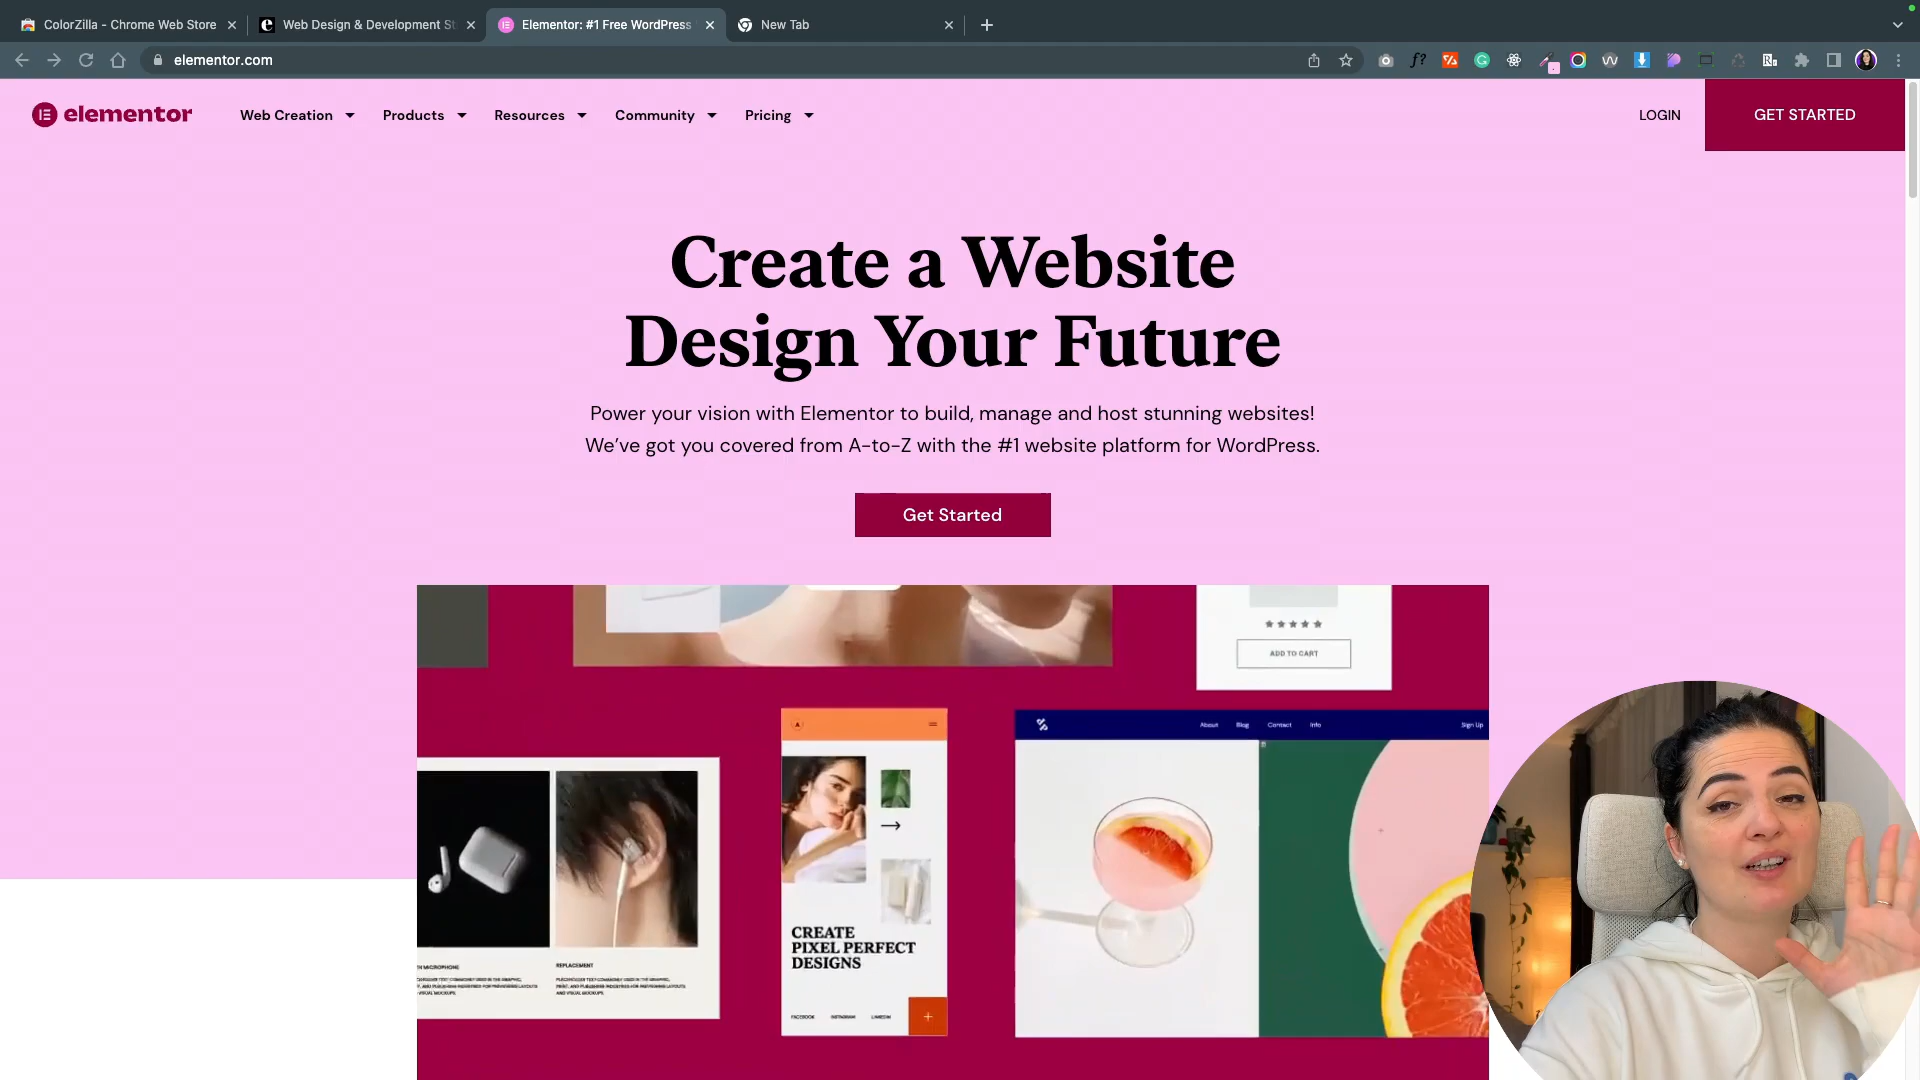 ColorZilla - Chrome Web Store
Web Design & Development St
Elementor: #1 Free WordPress
New Tab
elementor.com
elementor
Web Creation
Products
Resources
Community
Pricing
LOGIN
GET STARTED
Create a Website
Design Your Future
Power your vision with Elementor to build, manage and host stunning websites!
We've got you covered from A-to-Z with the #1 website platform for WordPress.
Get Started
ADD TO CART
About
Blog
Contact
Info
Sign Up
A
CREATE
PIXEL PERFECT
DESIGNS
FACEBOOK
INSTAGRAM
LINKEDIN
MICROPHONE
REPLACEMENT